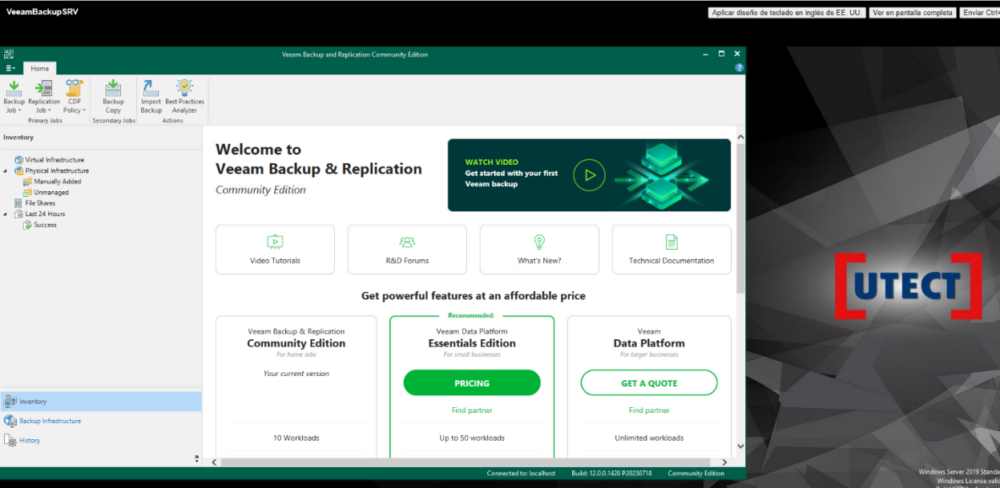 VeeamBackupSRV
Aplicar diseño de teclado en inglés de EE. UU.
Ver en pantalla completa
Enviar Ctrl+
Veeam Backup and Replication Community Edition
Home
Backup Job
Replication Job
CDP Policy
Backup Copy
Import Backup
Best Practices Analyzer
Primary Jobs
Secondary Jobs
Actions
Inventory
Virtual Infrastructure
Physical Infrastructure
Manually Added
Unmanaged
File Shares
Last 24 Hours
Success
Inventory
Backup Infrastructure
History
Welcome to
Veeam Backup & Replication
Community Edition
WATCH VIDEO
Get started with your first
Veeam backup
Video Tutorials
R&D Forums
What's New?
Technical Documentation
Get powerful features at an affordable price
Veeam Backup & Replication
Community Edition
For home labs
Your current version
10 Workloads
Recommended:
Veeam Data Platform
Essentials Edition
For small businesses
PRICING
Find partner
Up to 50 workloads
Veeam
Data Platform
For larger businesses
GET A QUOTE
Find partner
Unlimited workloads
Connected to: localhost
Build: 12.0.0.1420 P20230718
Community Edition
UTECT
Windows Server 2019 Standa
Windows License vali